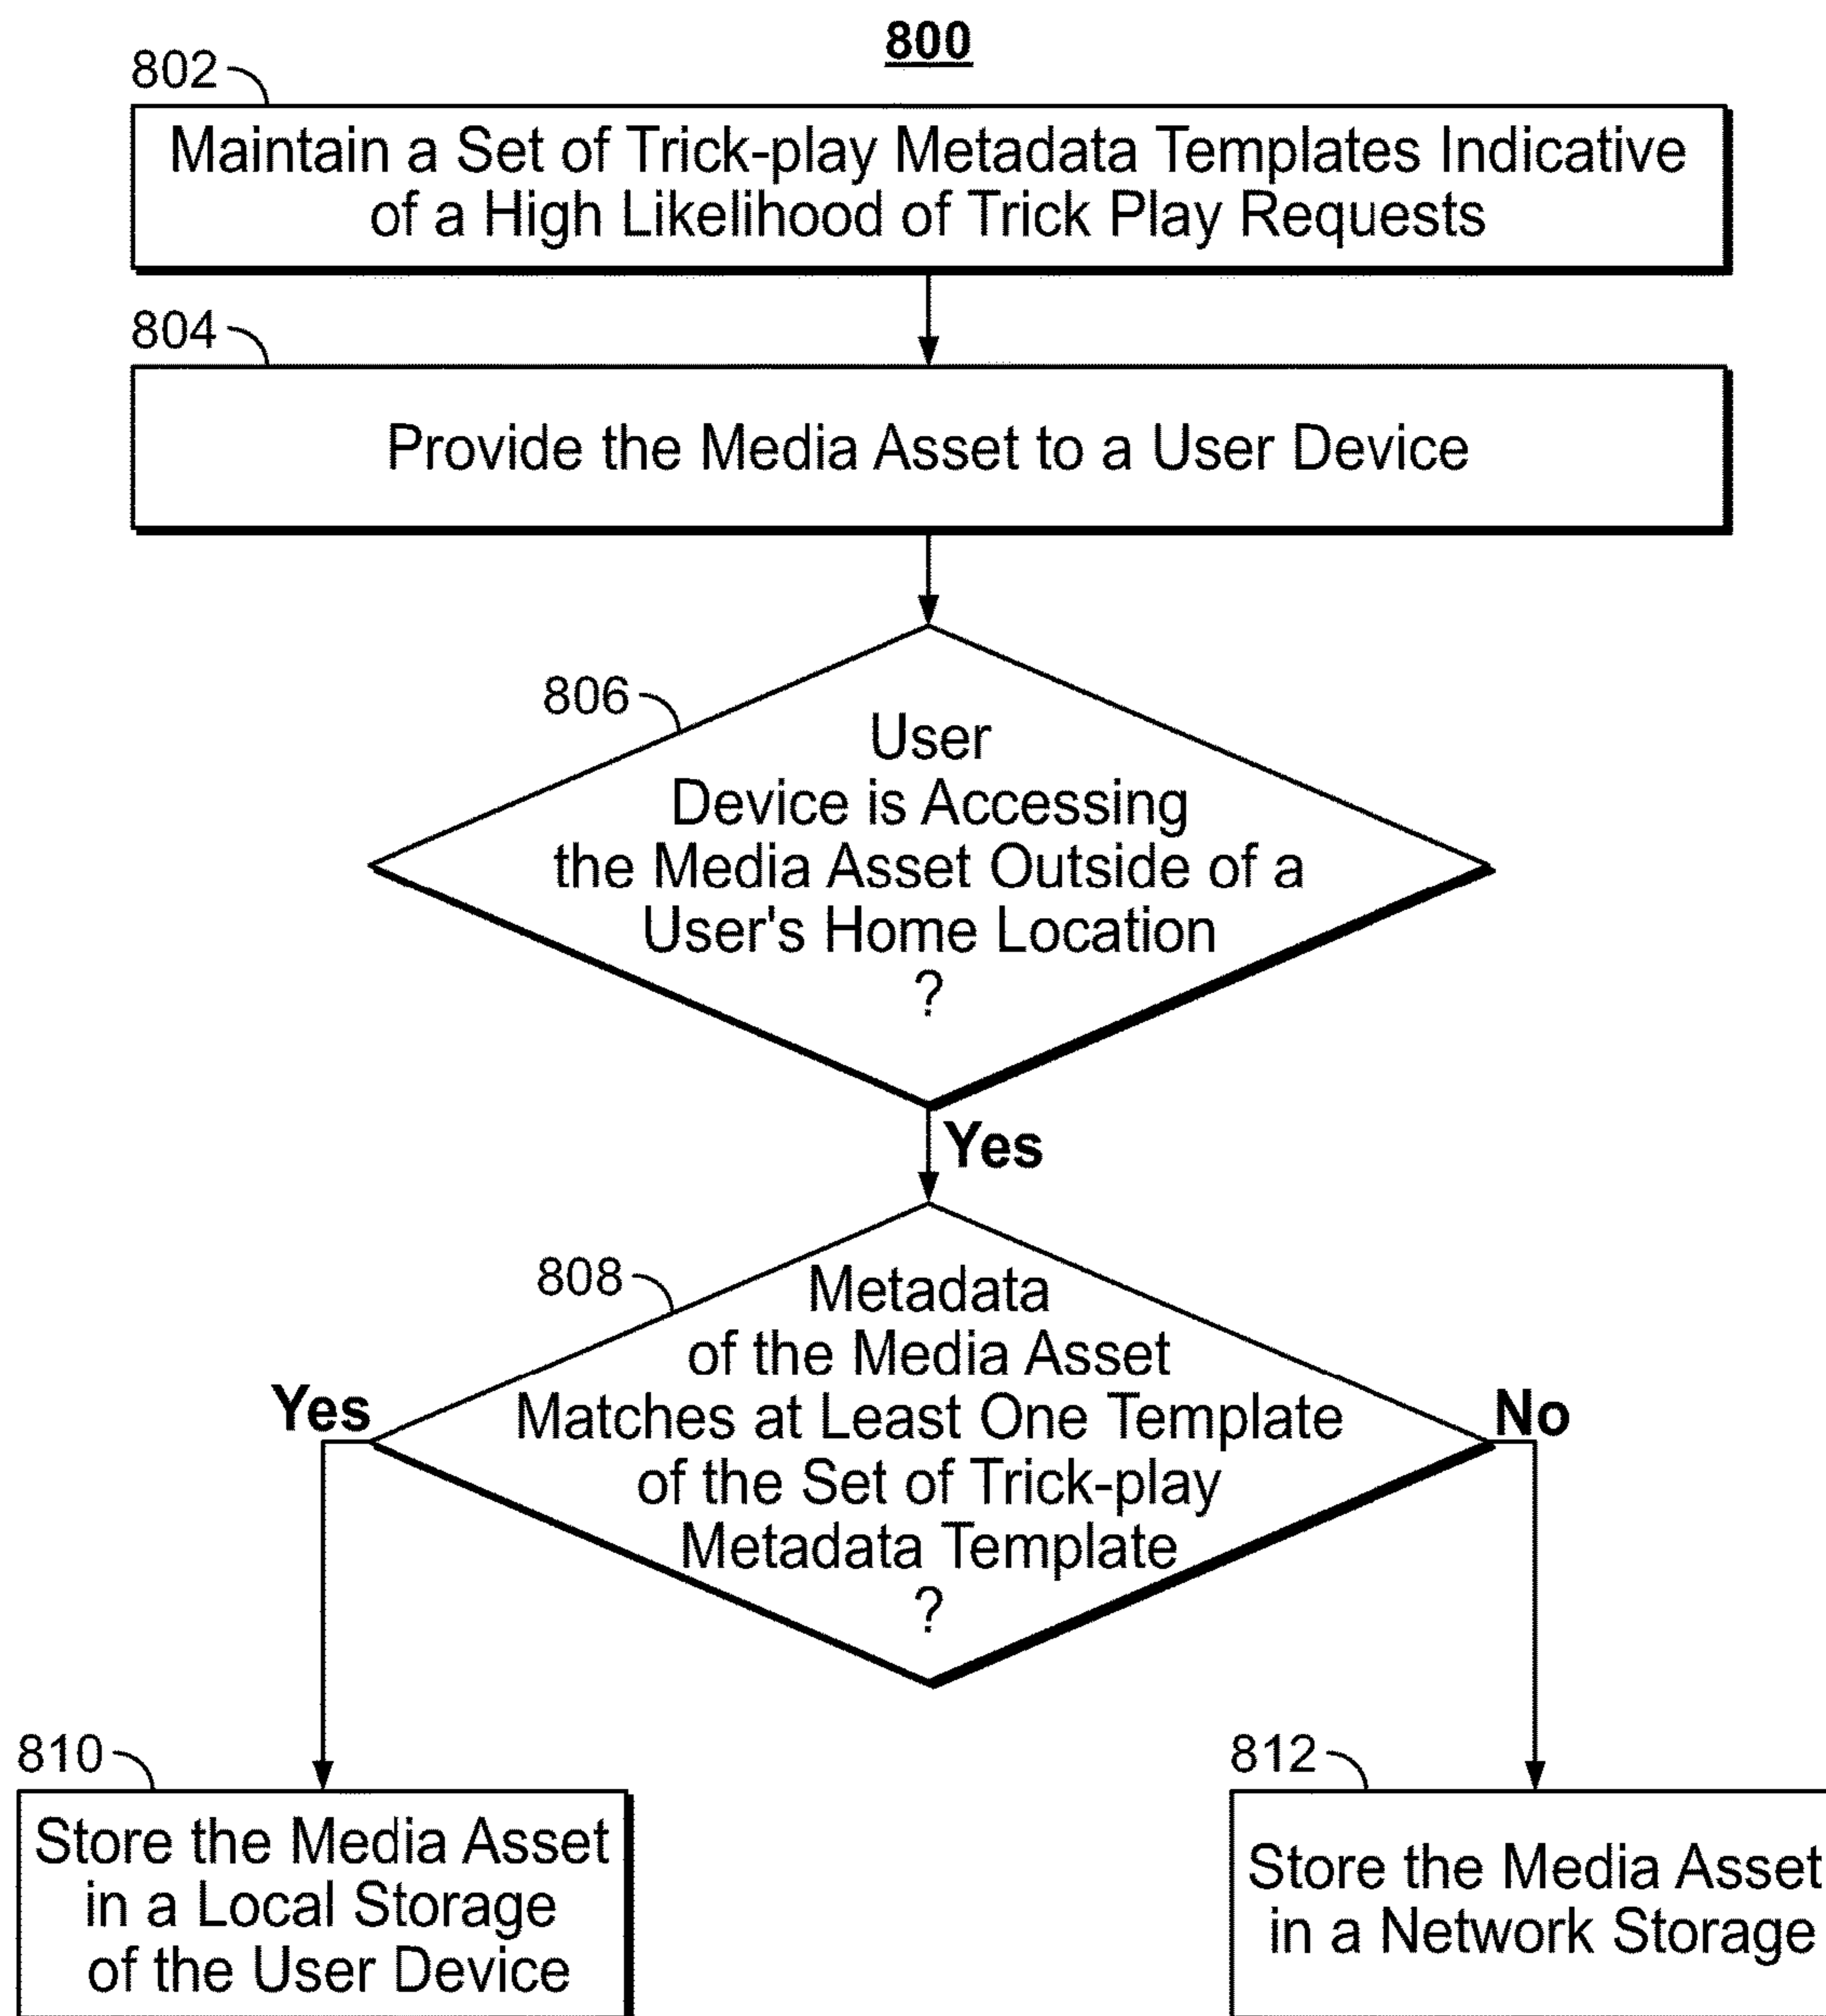 800
802
Maintain a Set of Trick-play Metadata Templates Indicative
of a High Likelihood of Trick Play Requests
804
Provide the Media Asset to a User Device
806
User
Device is Accessing
the Media Asset Outside of a
User's Home Location
?
Yes
808
Metadata
of the Media Asset
Matches at Least One Template
of the Set of Trick-play
Metadata Template
?
Yes
No
810
Store the Media Asset
in a Local Storage
of the User Device
812
Store the Media Asset
in a Network Storage